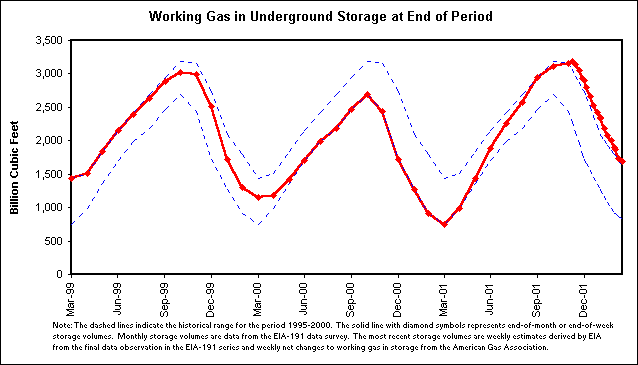 Working Gas in Underground Storage at End of Period
Billion Cubic Feet
3,500
3,000
2,500
2,000
1,500
1,000
500
0
Mar-99
Jun-99
Sep-99
Dec-99
Mar-00
Jun-00
Sep-00
Dec-00
Mar-01
Jun-01
Sep-01
Dec-01
Note: The dashed lines indicate the historical range for the period 1995-2000. The solid line with diamond symbols represents end-of-month or end-of-week
storage volumes. Monthly storage volumes are data from the EIA-191 data survey. The most recent storage volumes are weekly estimates derived by EIA
from the final data observation in the EIA-191 series and weekly net changes to working gas in storage from the American Gas Association.